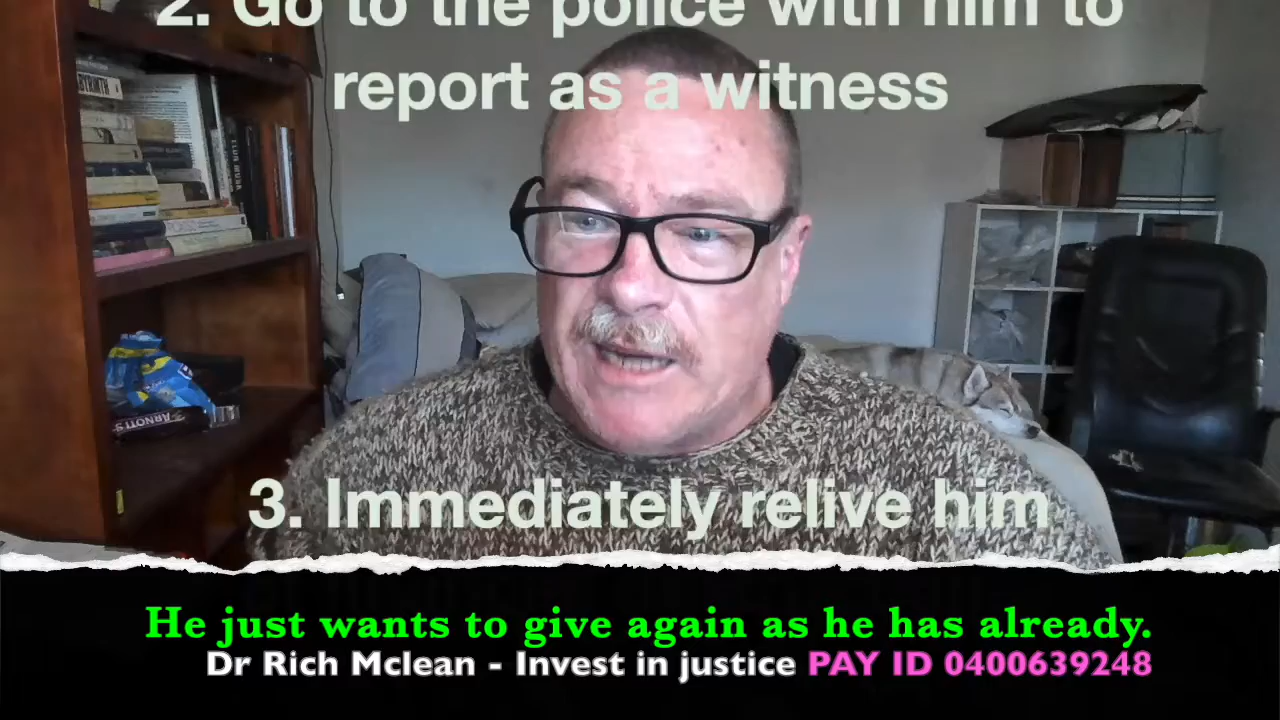 2. Go to the police with him to
report as a witness
ARNOTT'S
3. Immediately relive him
He just wants to give again as he has already.
Dr Rich Mclean - Invest in justice PAY ID 0400639248